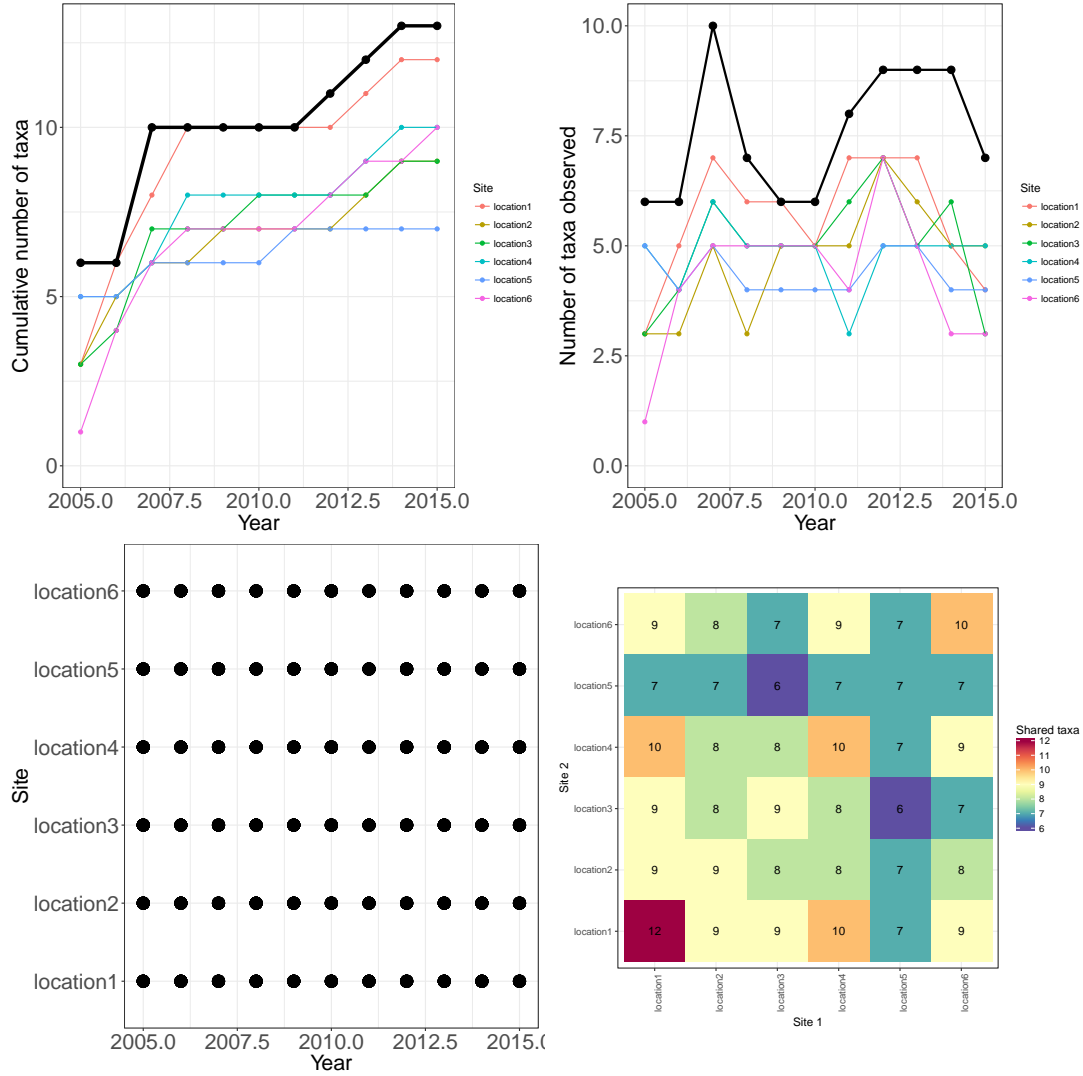 Cumulative number of taxa
10
5
0
2005.0 2007.5 2010.0 2012.5 2015.0
Year
Site
location1
location2
location3
location4
location5
location6
Number of taxa observed
10.0
7.5
5.0
2.5
0.0
2005.0 2007.5 2010.0 2012.5 2015.0
Year
Site
location1
location2
location3
location4
location5
location6
Site
location6
location5
location4
location3
location2
location1
2005.0 2007.5 2010.0 2012.5 2015.0
Year
Site 2
location6 9 8 7 9 7 10
location5 7 7 6 7 7 7
location4 10 8 8 10 7 9
location3 9 8 9 8 6 7
location2 9 9 8 8 7 8
location1 12 9 9 10 7 9
location1 location2 location3 location4 location5 location6
Site 1
Shared taxa
12
11
10
9
8
7
6